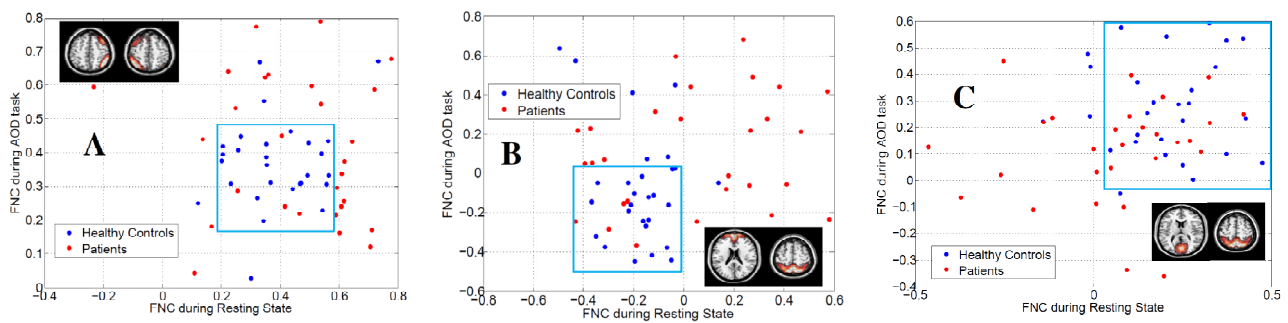 0.8
0.7
0.6
0.5
0.4
0.3
0.2
0.1
0
FNC during AOD task
A
Healthy Controls
Patients
−0.4 −0.2 0 0.2 0.4 0.6 0.8
FNC during Resting State
0.8
0.6
0.4
0.2
0
−0.2
−0.4
−0.6
FNC during AOD task
Healthy Controls
Patients
B
−0.8 −0.6 −0.4 −0.2 0 0.2 0.4 0.6
FNC during Resting State
0.6
0.5
0.4
0.3
0.2
0.1
0
−0.1
−0.2
−0.3
−0.4
FNC during AOD task
C
Healthy Controls
Patients
−0.5 0 0.5
FNC during Resting State